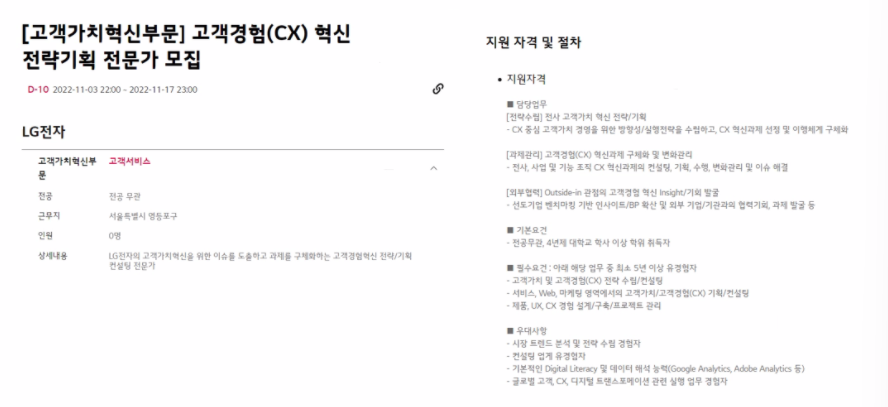 [고객가치혁신부문] 고객경험(CX) 혁신
전략기획 전문가 모집
D-10 2022-11-03 22:00 ~ 2022-11-17 23:00
LG전자
고객가치혁신부
문
고객서비스
전공 전공 무관
근무지 서울특별시 영등포구
인원 0명
상세내용 LG전자의 고객가치혁신을 위한 이슈를 도출하고 과제를 구체화하는 고객경험혁신 전략/기획
컨설팅 전문가
지원 자격 및 절차
• 지원자격
■ 담당업무
[전략수립] 전사 고객가치 혁신 전략/기획
- CX 중심 고객가치 경영을 위한 방향성/실행전략을 수립하고, CX 혁신과제 선정 및 이행체계 구체화
[과제관리] 고객경험(CX) 혁신과제 구체화 및 변화관리
- 전사, 사업 및 기능 조직 CX 혁신과제의 컨설팅, 기획, 수행, 변화관리 및 이슈 해결
[외부협력] Outside-in 관점의 고객경험 혁신 Insight/기회 발굴
- 선도기업 벤치마킹 기반 인사이트/BP 확산 및 외부 기업/기관과의 협력기회, 과제 발굴 등
■ 기본요건
- 전공무관, 4년제 대학교 학사 이상 학위 취득자
■ 필수요건 : 아래 해당 업무 중 최소 5년 이상 유경험자
- 고객가치 및 고객경험(CX) 전략 수립/컨설팅
- 서비스, Web, 마케팅 영역에서의 고객가치/고객경험(CX) 기획/컨설팅
- 제품, UX, CX 경험 설계/구축/프로젝트 관리
■ 우대사항
- 시장 트렌드 분석 및 전략 수립 경험자
- 컨설팅 업계 유경험자
- 기본적인 Digital Literacy 및 데이터 해석 능력(Google Analytics, Adobe Analytics 등)
- 글로벌 고객, CX, 디지털 트랜스포메이션 관련 실행 업무 경험자